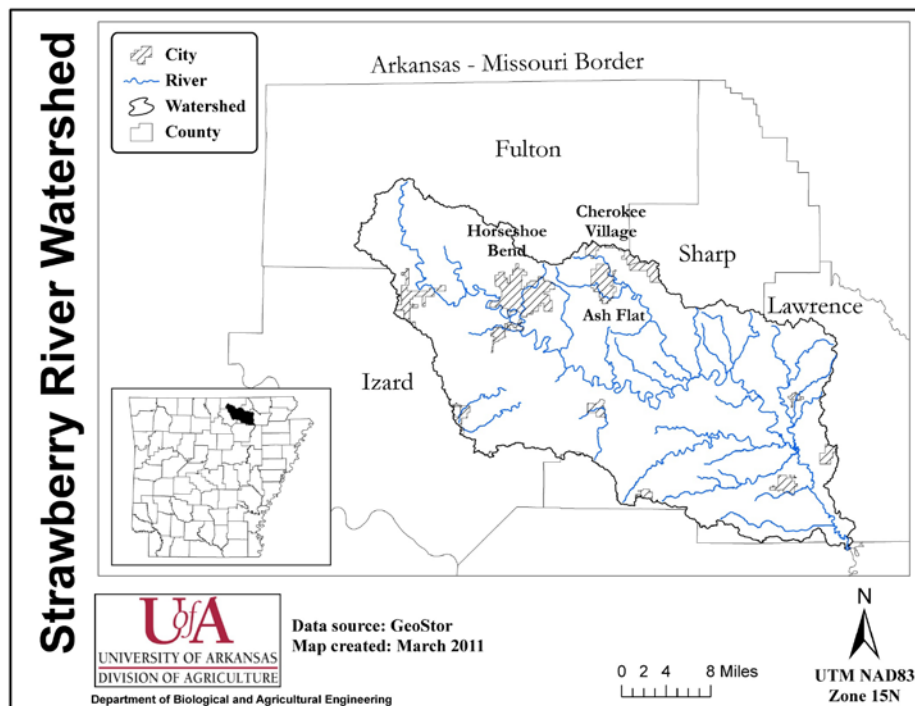 Strawberry River Watershed
City
River
Watershed
County
Arkansas - Missouri Border
Fulton
Cherokee
Village
Horseshoe
Bend
Sharp
Lawrence
Ash Flat
Izard
UofA
UNIVERSITY OF ARKANSAS
DIVISION OF AGRICULTURE
Department of Biological and Agricultural Engineering
Data source: GeoStor
Map created: March 2011
0 2 4 8 Miles
N
UTM NAD83
Zone 15N